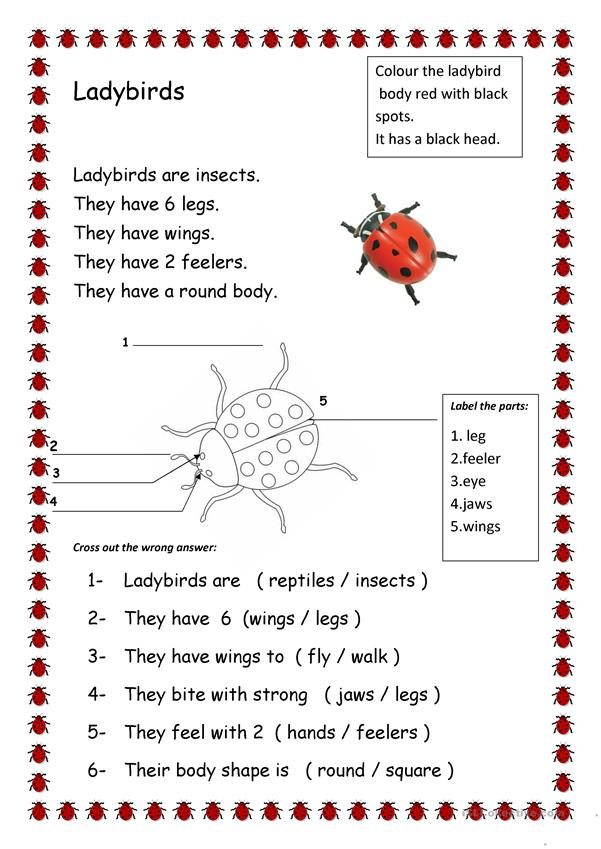 Ladybirds
Colour the ladybird
body red with black
spots.
It has a black head.
Ladybirds are insects.
They have 6 legs.
They have wings.
They have 2 feelers.
They have a round body.
1
5
2
3
4
Label the parts:
1. leg
2.feeler
3.eye
4.jaws
5.wings
Cross out the wrong answer:
1- Ladybirds are ( reptiles / insects )
2- They have 6 (wings / legs )
3- They have wings to ( fly / walk )
4- They bite with strong ( jaws / legs )
5- They feel with 2 ( hands / feelers )
6- Their body shape is ( round / square )